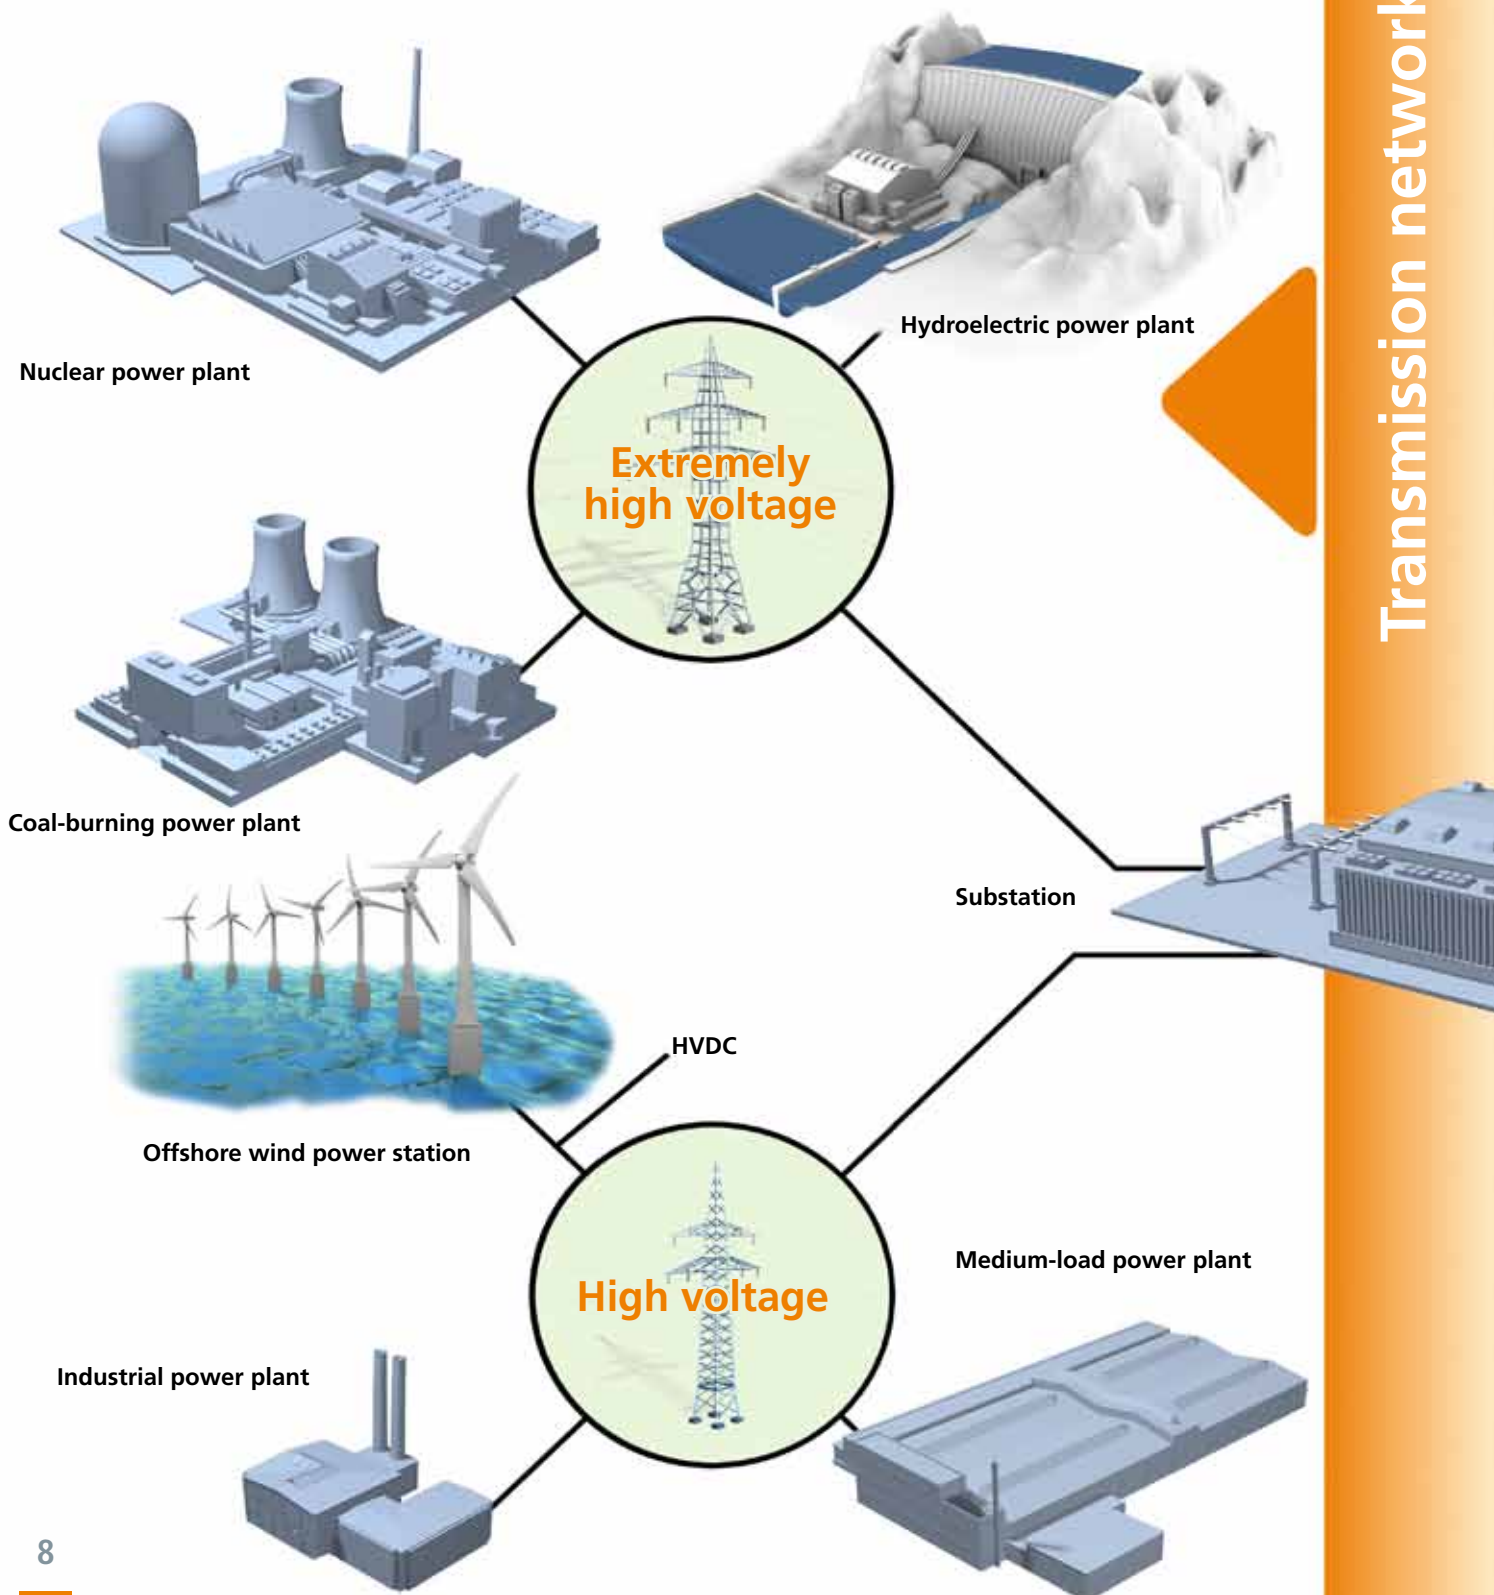 Transmission network
Hydroelectric power plant
Nuclear power plant
Extremely
high voltage
Coal-burning power plant
Substation
HVDC
Offshore wind power station
Medium-load power plant
High voltage
Industrial power plant
8